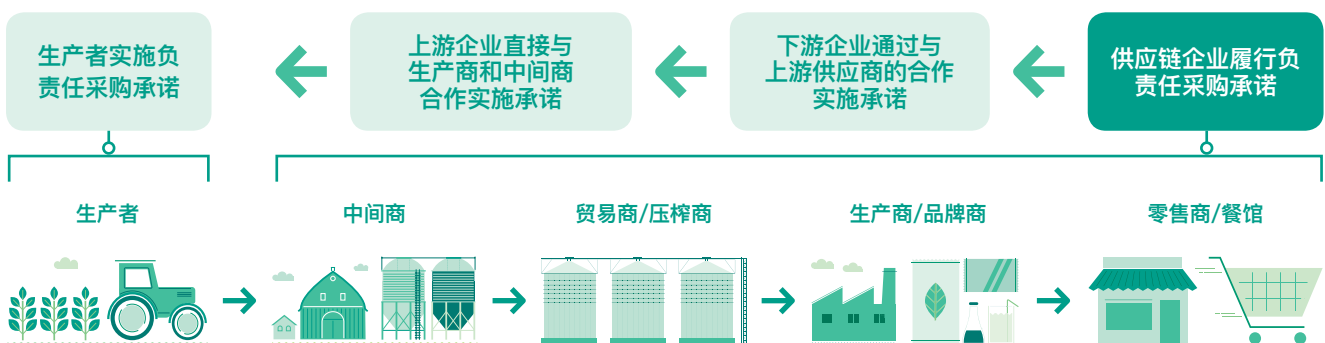 生产者实施负
责任采购承诺
上游企业直接与
生产商和中间商
合作实施承诺
下游企业通过与
上游供应商的合作
实施承诺
供应链企业履行负
责任采购承诺
生产者
中间商
贸易商/压榨商
生产商/品牌商
零售商/餐馆